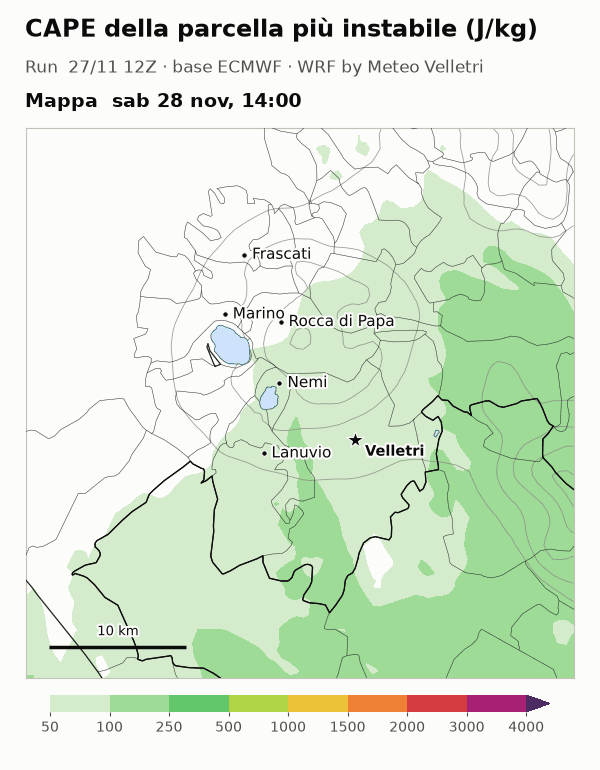 CAPE della parcella più instabile (J/kg)
Run  27/11 12Z · base ECMWF · WRF by Meteo Velletri
Mappa  sab 28 nov, 14:00
Frascati
Marino
Rocca di Papa
Nemi
Velletri
Lanuvio
10 km
50 100 250 500 1000 1500 2000 3000 4000